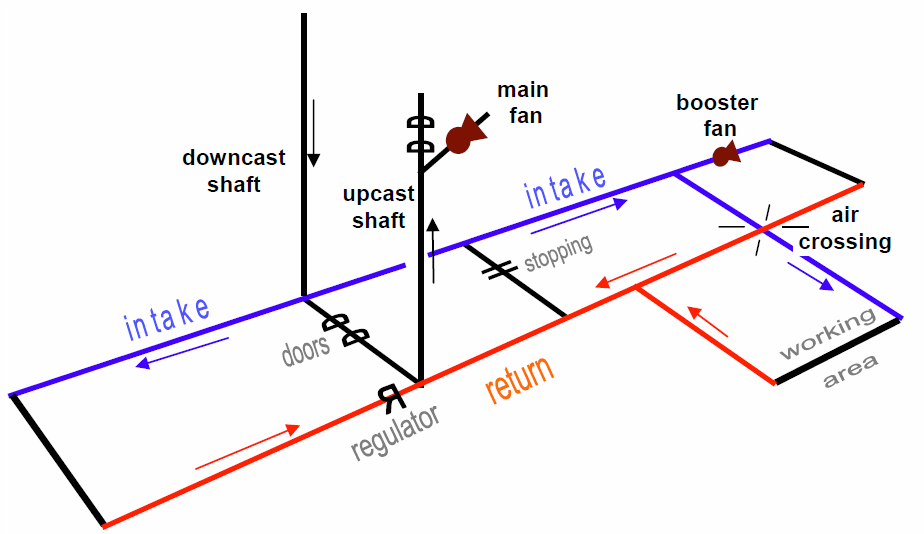 main
fan
booster
fan
downcast
shaft
upcast
shaft
intake
air
crossing
stopping
intake
doors
working
area
return
regulator